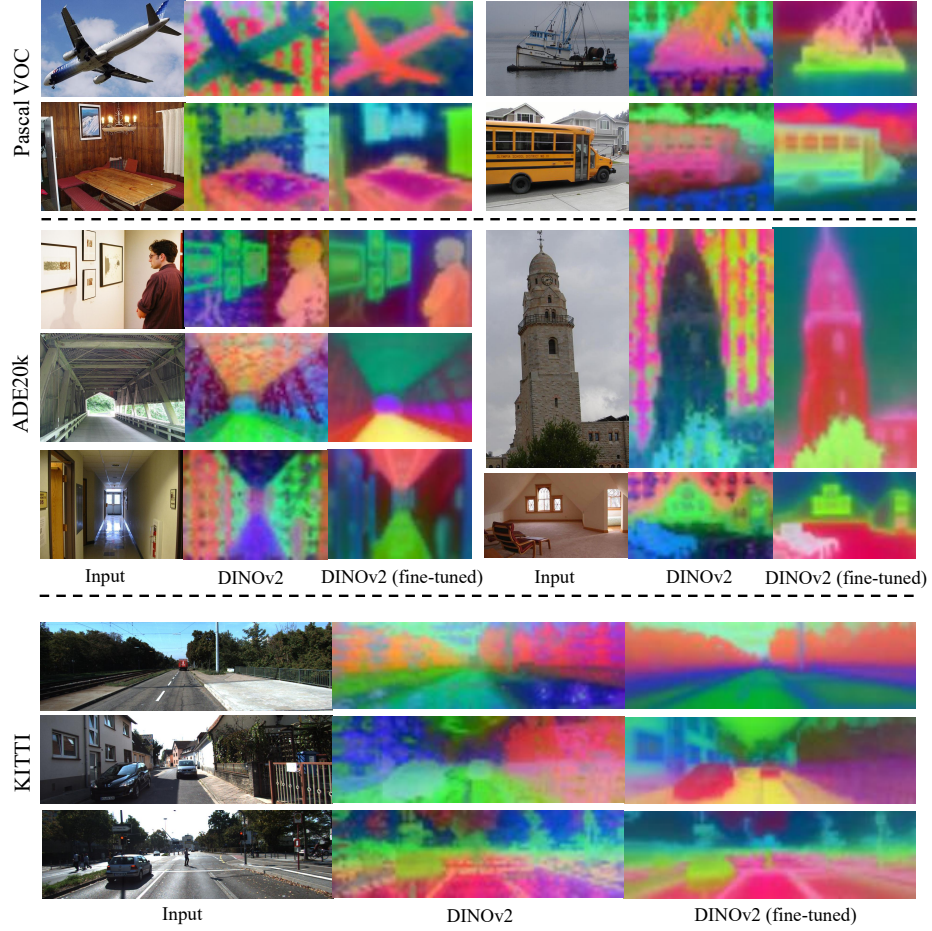 Pascal VOC
ADE20k
Input
DINOv2
DINOv2 (fine-tuned)
Input
DINOv2
DINOv2 (fine-tuned)
KITTI
Input
DINOv2
DINOv2 (fine-tuned)